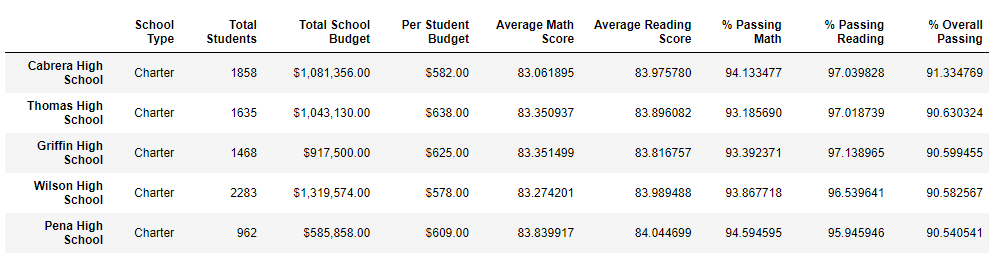 School Type Total Students Total School Budget Per Student Budget Average Math Score Average Reading Score % Passing Math % Passing Reading % Overall Passing
Cabrera High School Charter 1858 $1,081,356.00 $582.00 83.061895 83.975780 94.133477 97.039828 91.334769
Thomas High School Charter 1635 $1,043,130.00 $638.00 83.350937 83.896082 93.185690 97.018739 90.630324
Griffin High School Charter 1468 $917,500.00 $625.00 83.351499 83.816757 93.392371 97.138965 90.599455
Wilson High School Charter 2283 $1,319,574.00 $578.00 83.274201 83.989488 93.867718 96.539641 90.582567
Pena High School Charter 962 $585,858.00 $609.00 83.839917 84.044699 94.594595 95.945946 90.540541